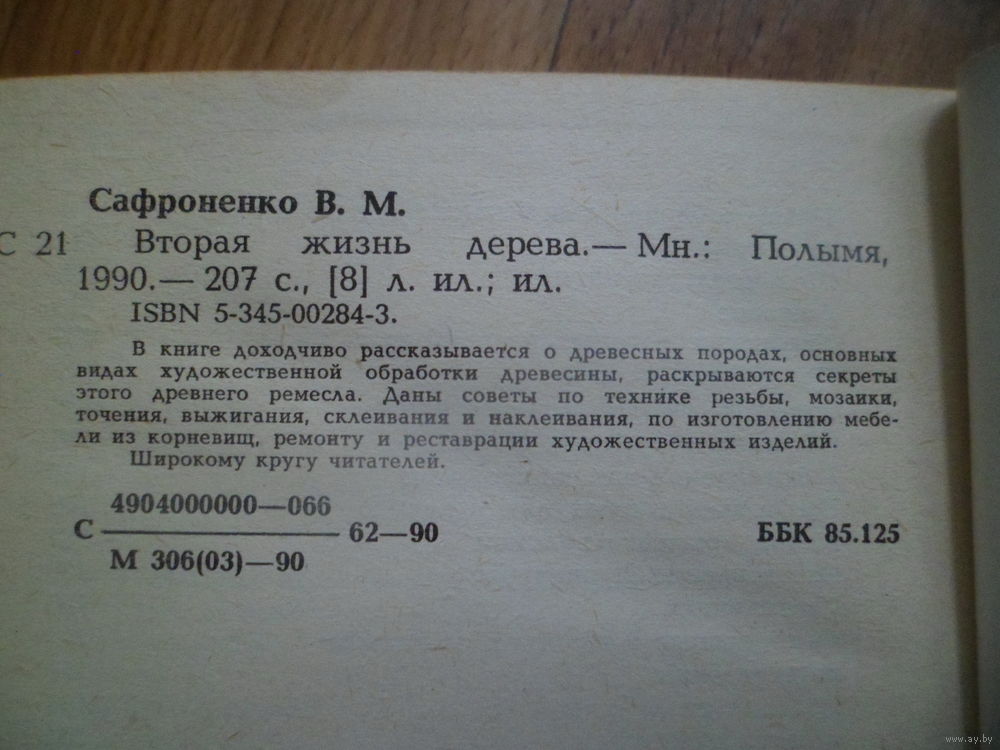 Сафроненко В. М.
С 21 Вторая жизнь дерева.— Мн.: Полымя,
1990.— 207 с., [8] л. ил.; ил.
ISBN 5-345-00284-3.
В книге доходчиво рассказывается о древесных породах, основных
видах художественной обработки древесины, раскрываются секреты
этого древнего ремесла. Даны советы по технике резьбы, мозаики,
точения, выжигания, склеивания и наклеивания, по изготовлению мебе-
ли из корневищ, ремонту и реставрации художественных изделий.
Широкому кругу читателей.
4904000000—066
С 62—90 ББК 85.125
М 306(03)—90
www.ay.by